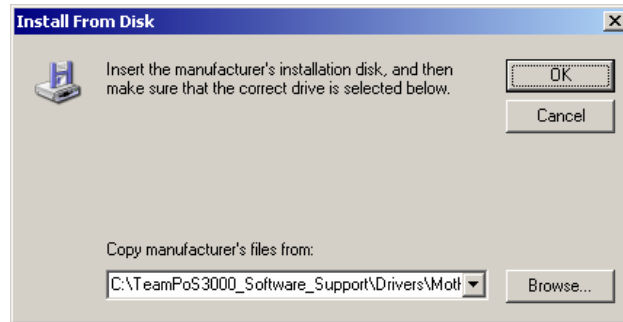 Install From Disk
Insert the manufacturer's installation disk, and then
make sure that the correct drive is selected below.
OK
Cancel
Copy manufacturer's files from:
C:\TeamPoS3000_Software_Support\Drivers\Moth
Browse...